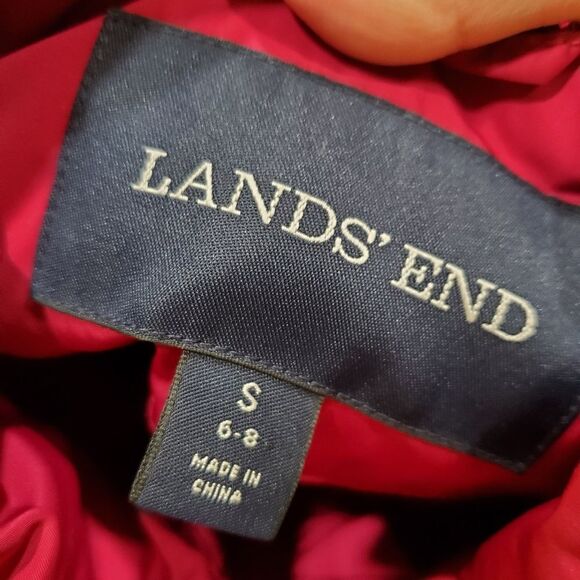 LANDS' END
S
6-8
MADE IN
CHINA